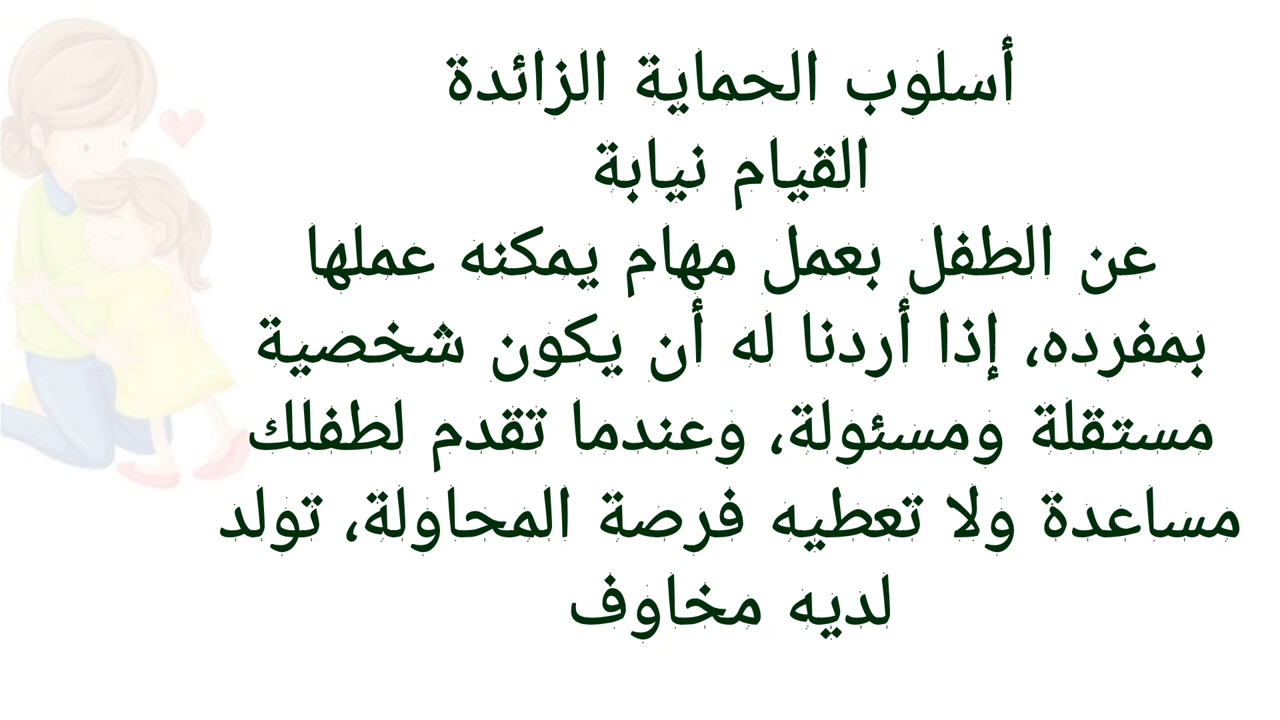 أسلوب الحماية الزائدة
القيام نيابة
عن الطفل بعمل مهام يمكنه عملها
بمفرده، إذا أردنا له أن يكون شخصية
مستقلة ومسئولة، وعندما تقدم لطفلك
مساعدة ولا تعطيه فرصة المحاولة، تولد
لديه مخاوف